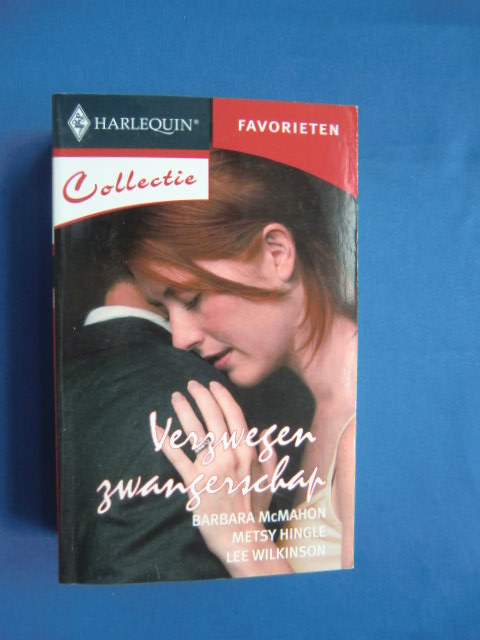 HARLEQUIN®
FAVORIETEN
Collectie
Verzwegen
zwangerschap
BARBARA McMAHON
METSY HINGLE
LEE WILKINSON